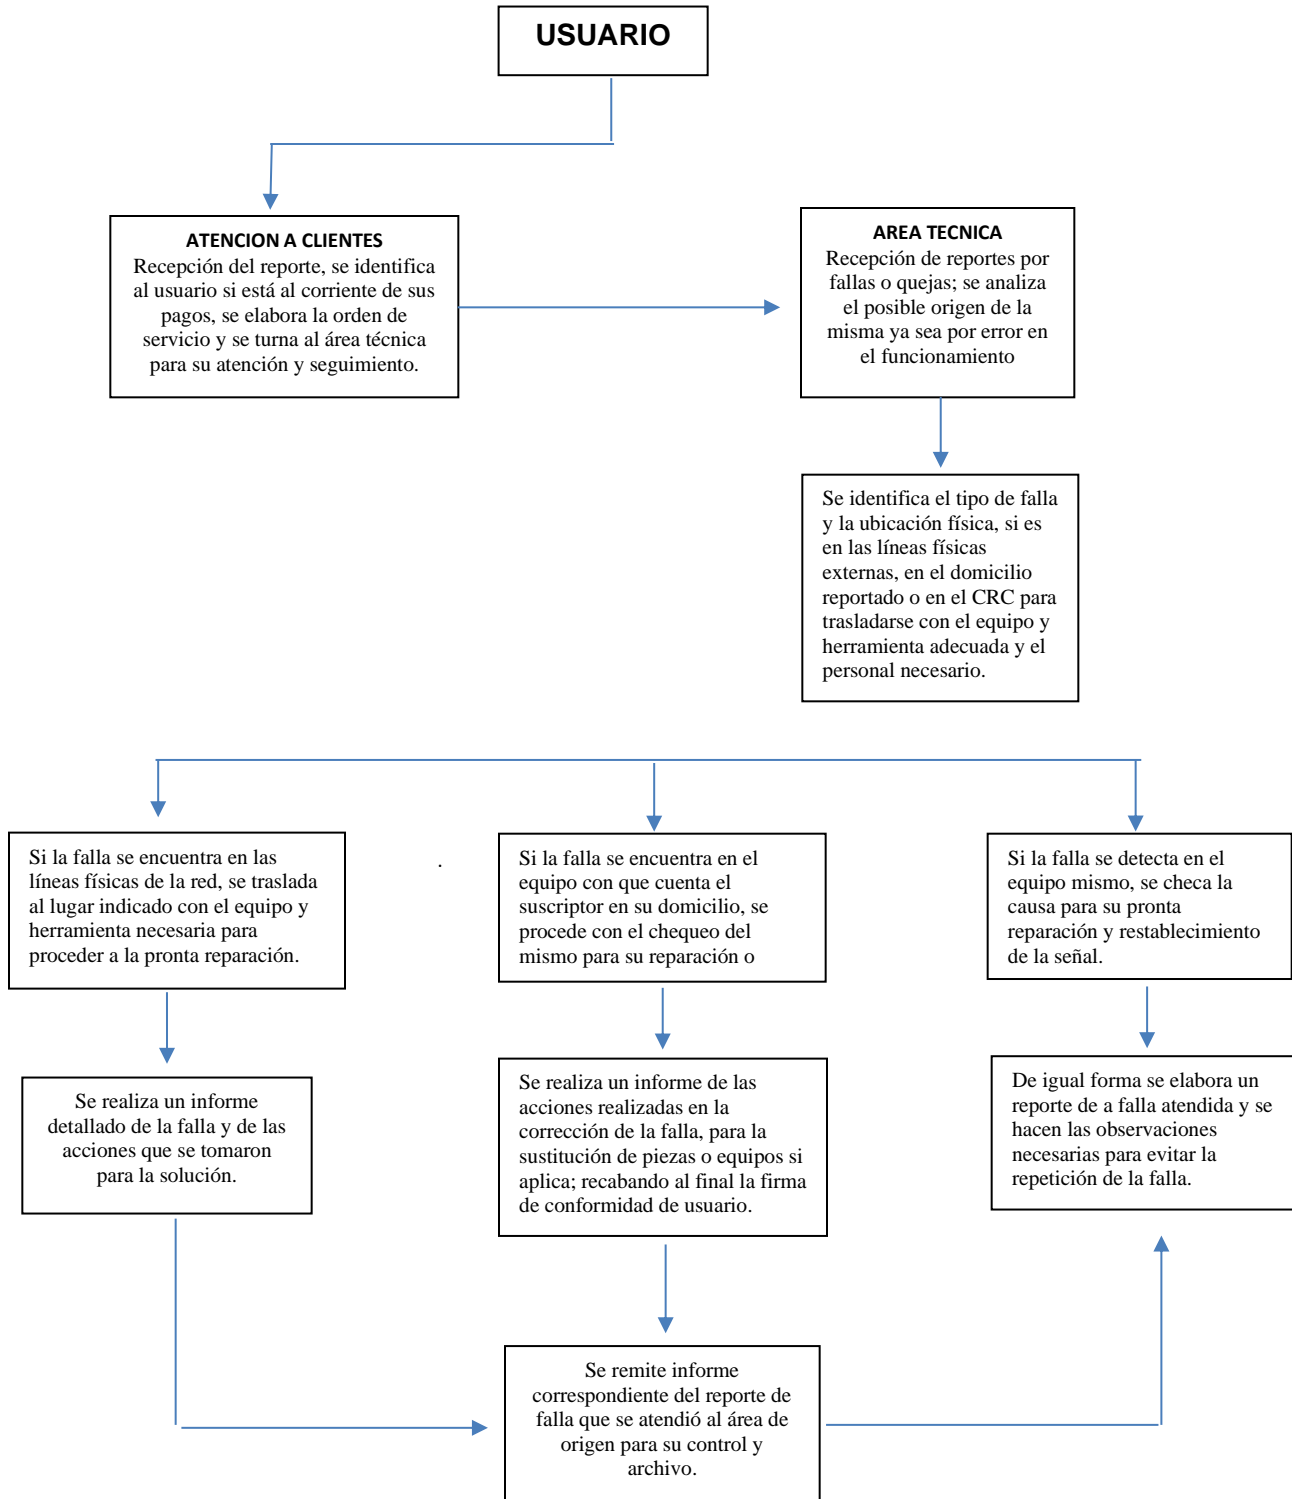 USUARIO
ATENCION A CLIENTES
Recepción del reporte, se identifica
al usuario si está al corriente de sus
pagos, se elabora la orden de
servicio y se turna al área técnica
para su atención y seguimiento.
AREA TECNICA
Recepción de reportes por
fallas o quejas; se analiza
el posible origen de la
misma ya sea por error en
el funcionamiento
Se identifica el tipo de falla
y la ubicación física, si es
en las líneas físicas
externas, en el domicilio
reportado o en el CRC para
trasladarse con el equipo y
herramienta adecuada y el
personal necesario.
Si la falla se encuentra en las
líneas físicas de la red, se traslada
al lugar indicado con el equipo y
herramienta necesaria para
proceder a la pronta reparación.
.
Si la falla se encuentra en el
equipo con que cuenta el
suscriptor en su domicilio, se
procede con el chequeo del
mismo para su reparación o
Si la falla se detecta en el
equipo mismo, se checa la
causa para su pronta
reparación y restablecimiento
de la señal.
Se realiza un informe
detallado de la falla y de las
acciones que se tomaron
para la solución.
Se realiza un informe de las
acciones realizadas en la
corrección de la falla, para la
sustitución de piezas o equipos si
aplica; recabando al final la firma
de conformidad de usuario.
De igual forma se elabora un
reporte de a falla atendida y se
hacen las observaciones
necesarias para evitar la
repetición de la falla.
Se remite informe
correspondiente del reporte de
falla que se atendió al área de
origen para su control y
archivo.